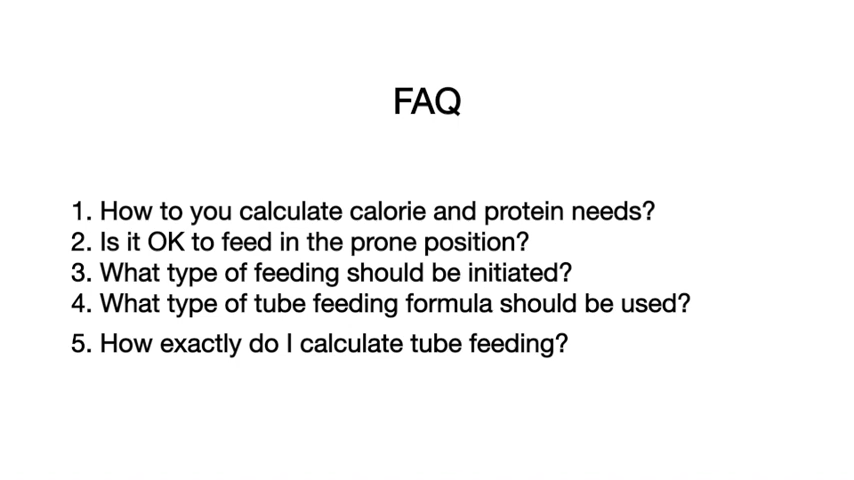 FAQ
1. How to you calculate calorie and protein needs?
2. Is it OK to feed in the prone position?
3. What type of feeding should be initiated?
4. What type of tube feeding formula should be used?
5. How exactly do I calculate tube feeding?